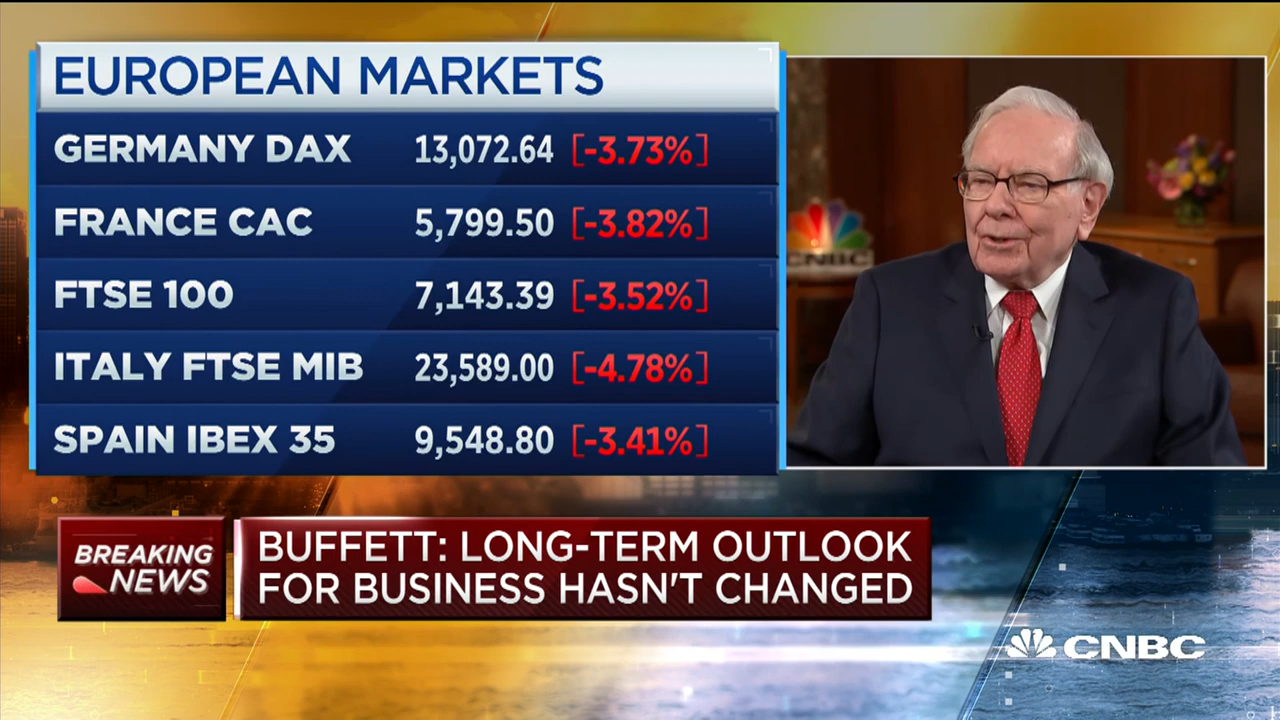 EUROPEAN MARKETS
GERMANY DAX 13,072.64 [-3.73%]
FRANCE CAC 5,799.50 [-3.82%]
FTSE 100 7,143.39 [-3.52%]
ITALY FTSE MIB 23,589.00 [-4.78%]
SPAIN IBEX 35 9,548.80 [-3.41%]
CNBC
BREAKING
NEWS
BUFFETT: LONG-TERM OUTLOOK
FOR BUSINESS HASN'T CHANGED
CNBC